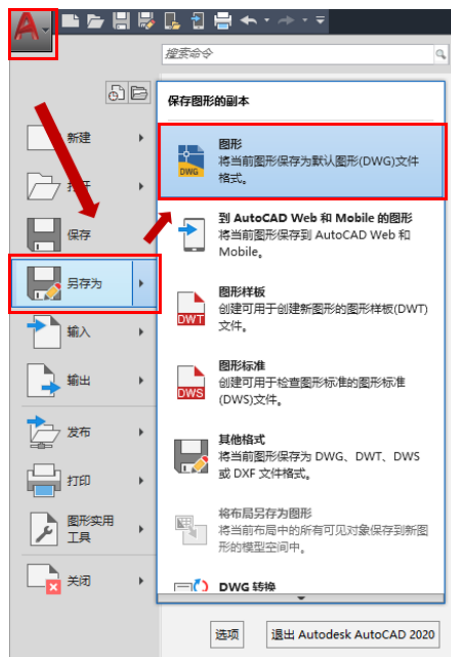 A
搜索命令
保存图形的副本
新建
打开
保存
另存为
输入
输出
发布
打印
图形实用
工具
关闭
DWG
图形
将当前图形保存为默认图形(DWG)文件
格式。
到 AutoCAD Web 和 Mobile 的图形
将当前图形保存到 AutoCAD Web 和
Mobile。
DWT
图形样板
创建可用于创建新图形的图形样板(DWT)
文件。
DWS
图形标准
创建可用于检查图形标准的图形标准
(DWS)文件。
其他格式
将当前图形保存为 DWG、DWT、DWS
或 DXF 文件格式。
将布局另存为图形
将当前布局中的所有可见对象保存到新图
形的模型空间中。
DWG 转换
选项
退出 Autodesk AutoCAD 2020